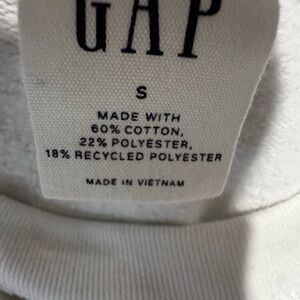 GAP
S
MADE WITH
60% COTTON,
22% POLYESTER,
18% RECYCLED POLYESTER
MADE IN VIETNAM